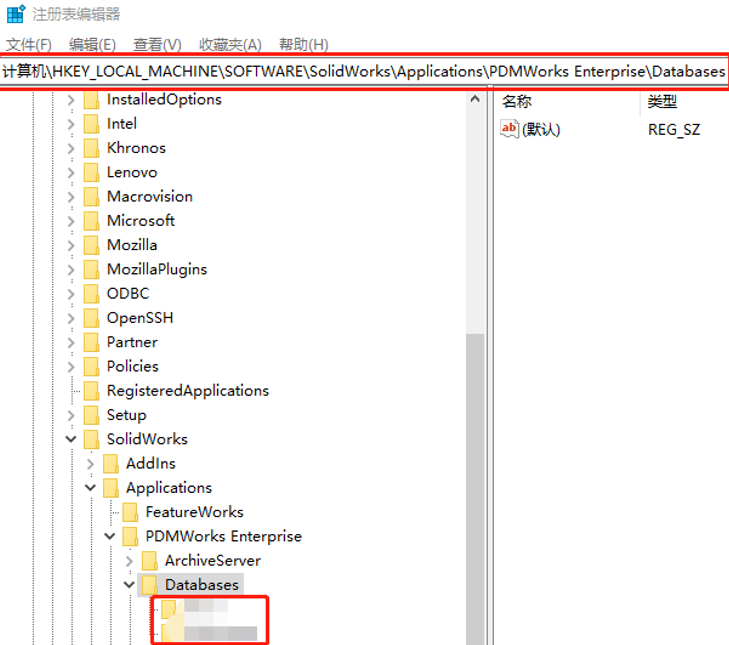 注册表编辑器
文件(F) 编辑(E) 查看(V) 收藏夹(A) 帮助(H)
计算机\HKEY_LOCAL_MACHINE\SOFTWARE\SolidWorks\Applications\PDMWorks Enterprise\Databases
名称 类型
ab (默认) REG_SZ
InstalledOptions
Intel
Khronos
Lenovo
Macrovision
Microsoft
Mozilla
MozillaPlugins
ODBC
OpenSSH
Partner
Policies
RegisteredApplications
Setup
SolidWorks
AddIns
Applications
FeatureWorks
PDMWorks Enterprise
ArchiveServer
Databases